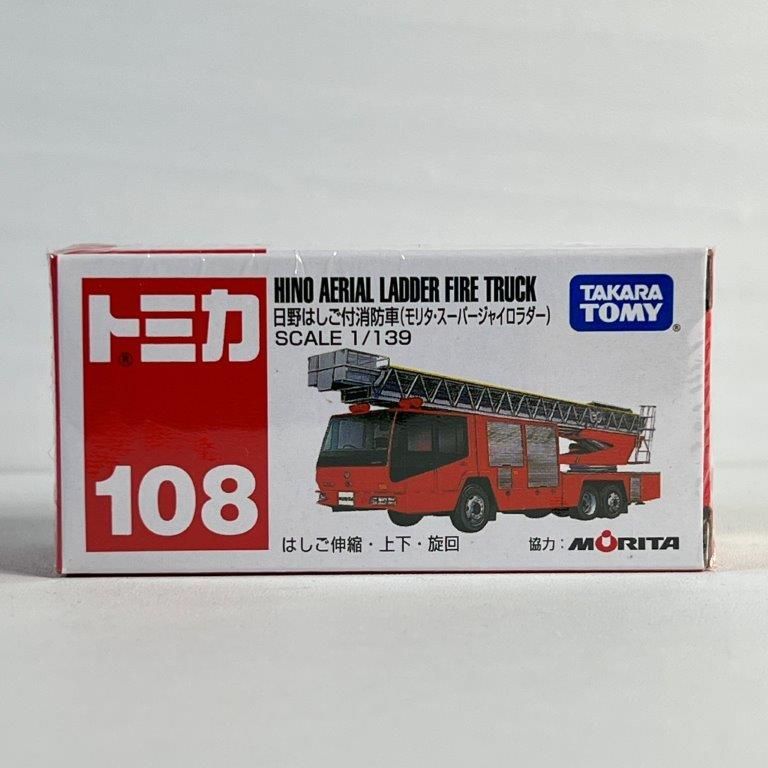 トミカ®
108
HINO AERIAL LADDER FIRE TRUCK
日野はしご付消防車(モリタ・スーパージャイロラダー)
SCALE 1/139
TAKARA
TOMY®
はしご伸縮・上下・旋回
協力:MORITA